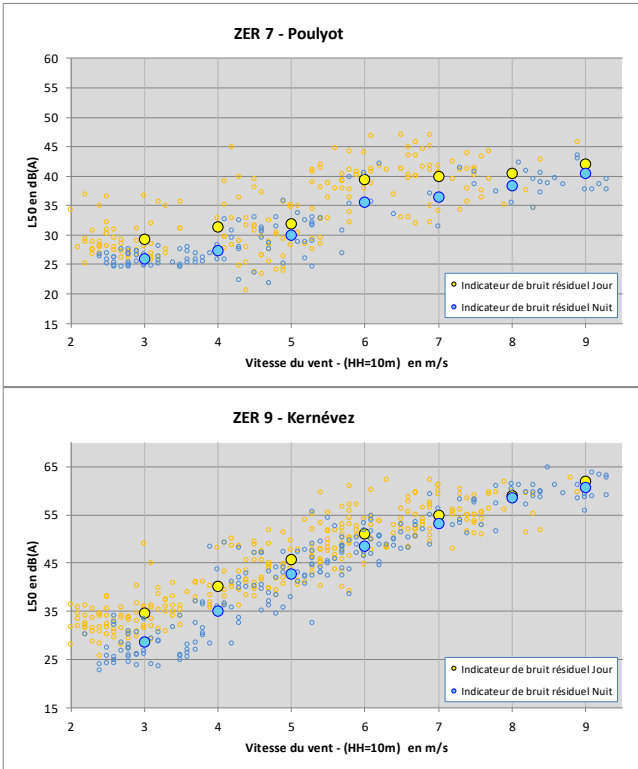 ZER 7 - Poulyot
60
55
50
45
40
35
30
25
20
15
L50 en dB(A)
Indicateur de bruit résiduel Jour
Indicateur de bruit résiduel Nuit
2 3 4 5 6 7 8 9
Vitesse du vent - (HH=10m) en m/s
ZER 9 - Kernévez
65
55
45
35
25
15
L50 en dB(A)
Indicateur de bruit résiduel Jour
Indicateur de bruit résiduel Nuit
2 3 4 5 6 7 8 9
Vitesse du vent - (HH=10m) en m/s